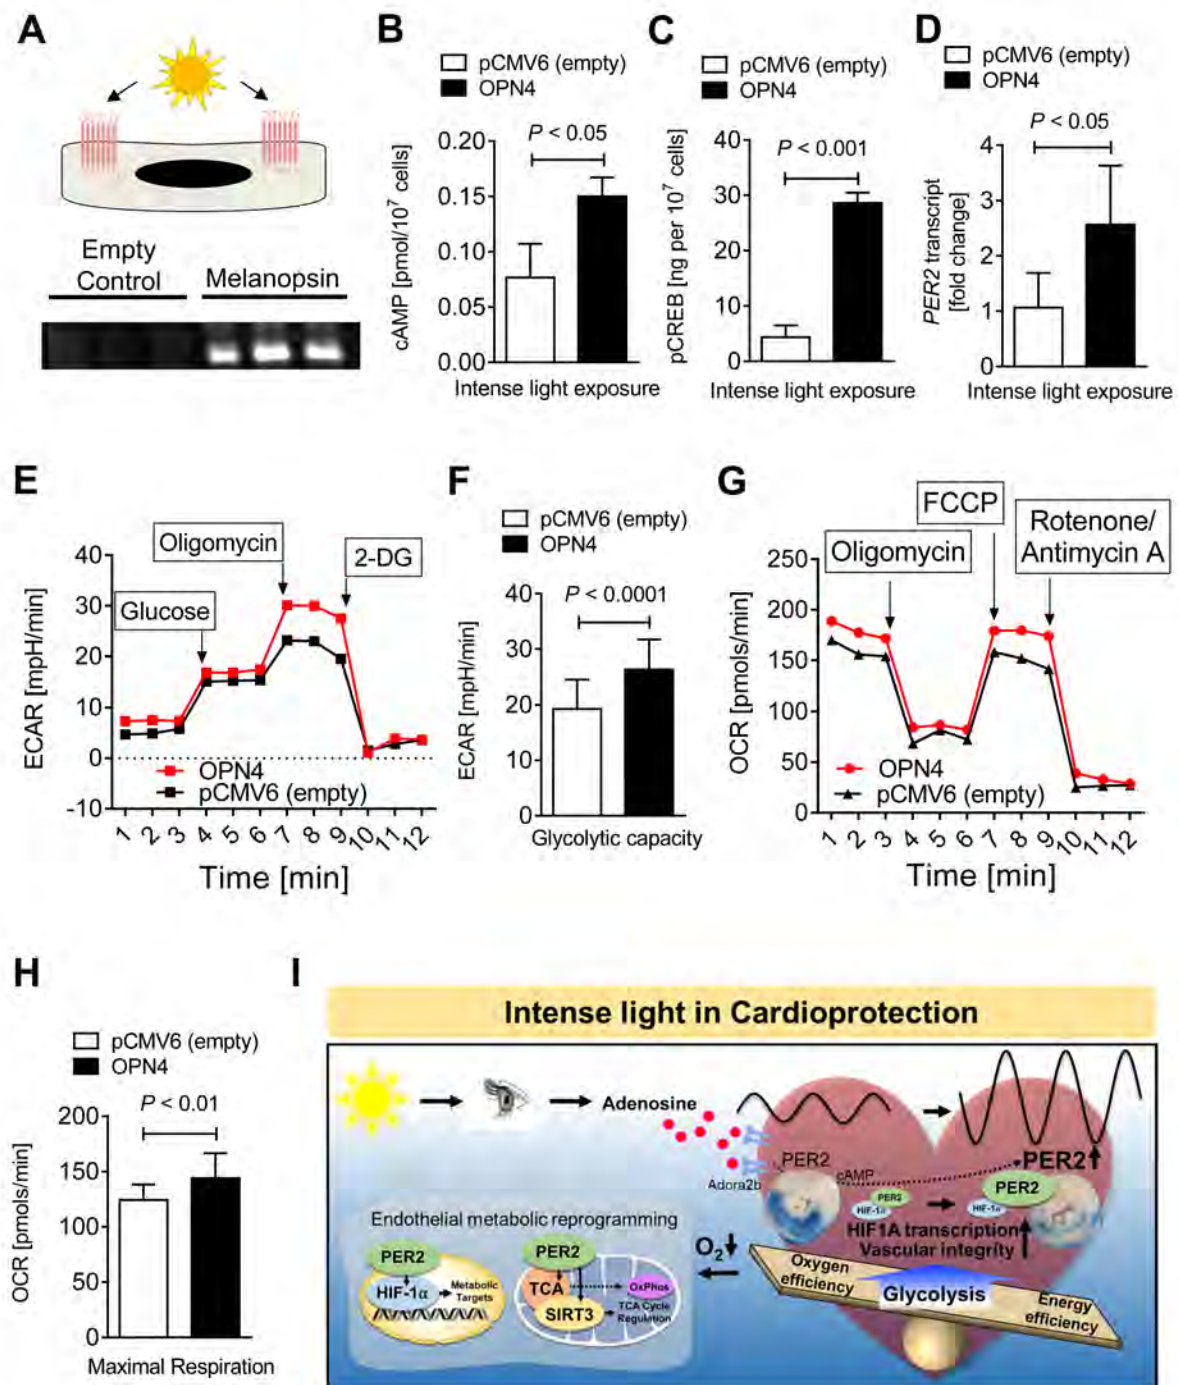 A
Empty
Control
Melanopsin
B
pCMV6 (empty)
OPN4
P < 0.05
cAMP [pmol/10⁷ cells]
0.20
0.15
0.10
0.05
0.00
Intense light exposure
C
pCMV6 (empty)
OPN4
P < 0.001
pCREB [ng per 10⁷ cells]
40
30
20
10
0
Intense light exposure
D
pCMV6 (empty)
OPN4
P < 0.05
PER2 transcript
[fold change]
4
3
2
1
0
Intense light exposure
E
Oligomycin
2-DG
Glucose
ECAR [mpH/min]
40
30
20
10
0
-10
OPN4
pCMV6 (empty)
1 2 3 4 5 6 7 8 9 10 11 12
Time [min]
F
pCMV6 (empty)
OPN4
P < 0.0001
ECAR [mpH/min]
40
30
20
10
0
Glycolytic capacity
G
FCCP
Oligomycin
Rotenone/
Antimycin A
OCR [pmols/min]
250
200
150
100
50
0
OPN4
pCMV6 (empty)
1 2 3 4 5 6 7 8 9 10 11 12
Time [min]
H
pCMV6 (empty)
OPN4
P < 0.01
OCR [pmols/min]
200
150
100
50
0
Maximal Respiration
I
Intense light in Cardioprotection
Adenosine
Adora2b
PER2
cAMP
PER2
PER2
HIF-1α
PER2
HIF-1α
HIF1A transcription
Vascular integrity
O₂
Oxygen
efficiency
Glycolysis
Energy
efficiency
Endothelial metabolic reprogramming
PER2
HIF-1α
Metabolic
Targets
PER2
TCA
OxPhos
SIRT3
TCA Cycle
Regulation